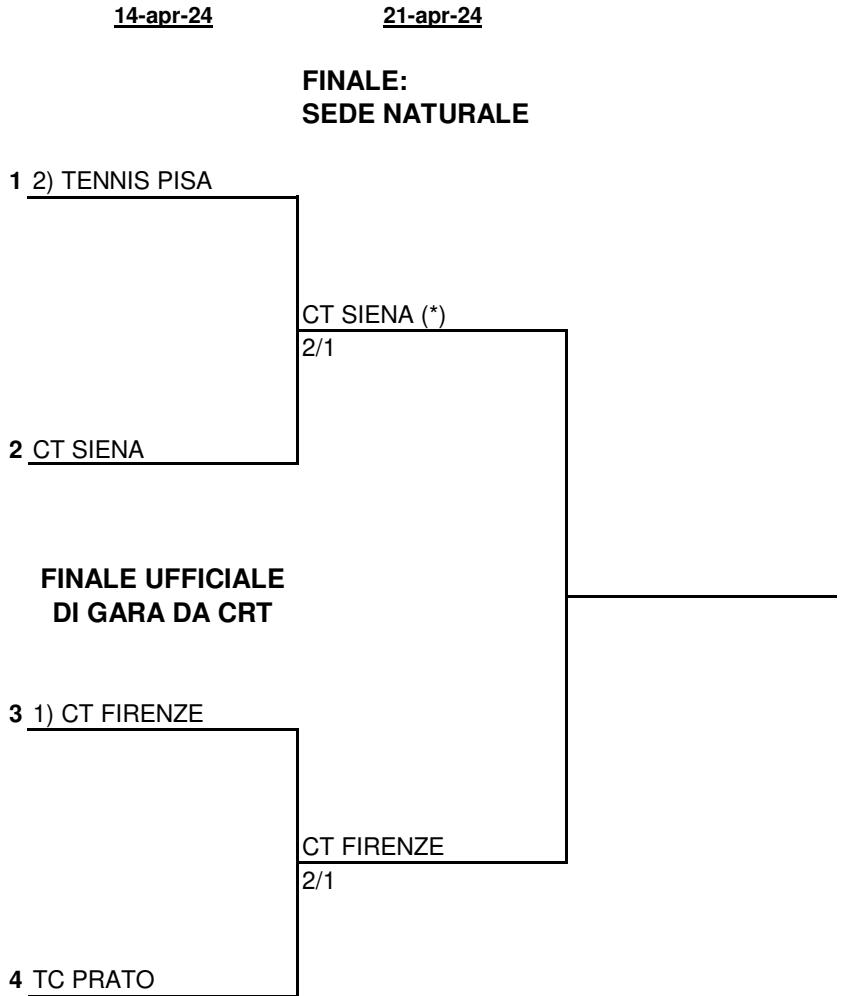 14-apr-24 21-apr-24
FINALE:
SEDE NATURALE
1 2) TENNIS PISA
CT SIENA (*)
2/1
2 CT SIENA
FINALE UFFICIALE
DI GARA DA CRT
3 1) CT FIRENZE
CT FIRENZE
2/1
4 TC PRATO